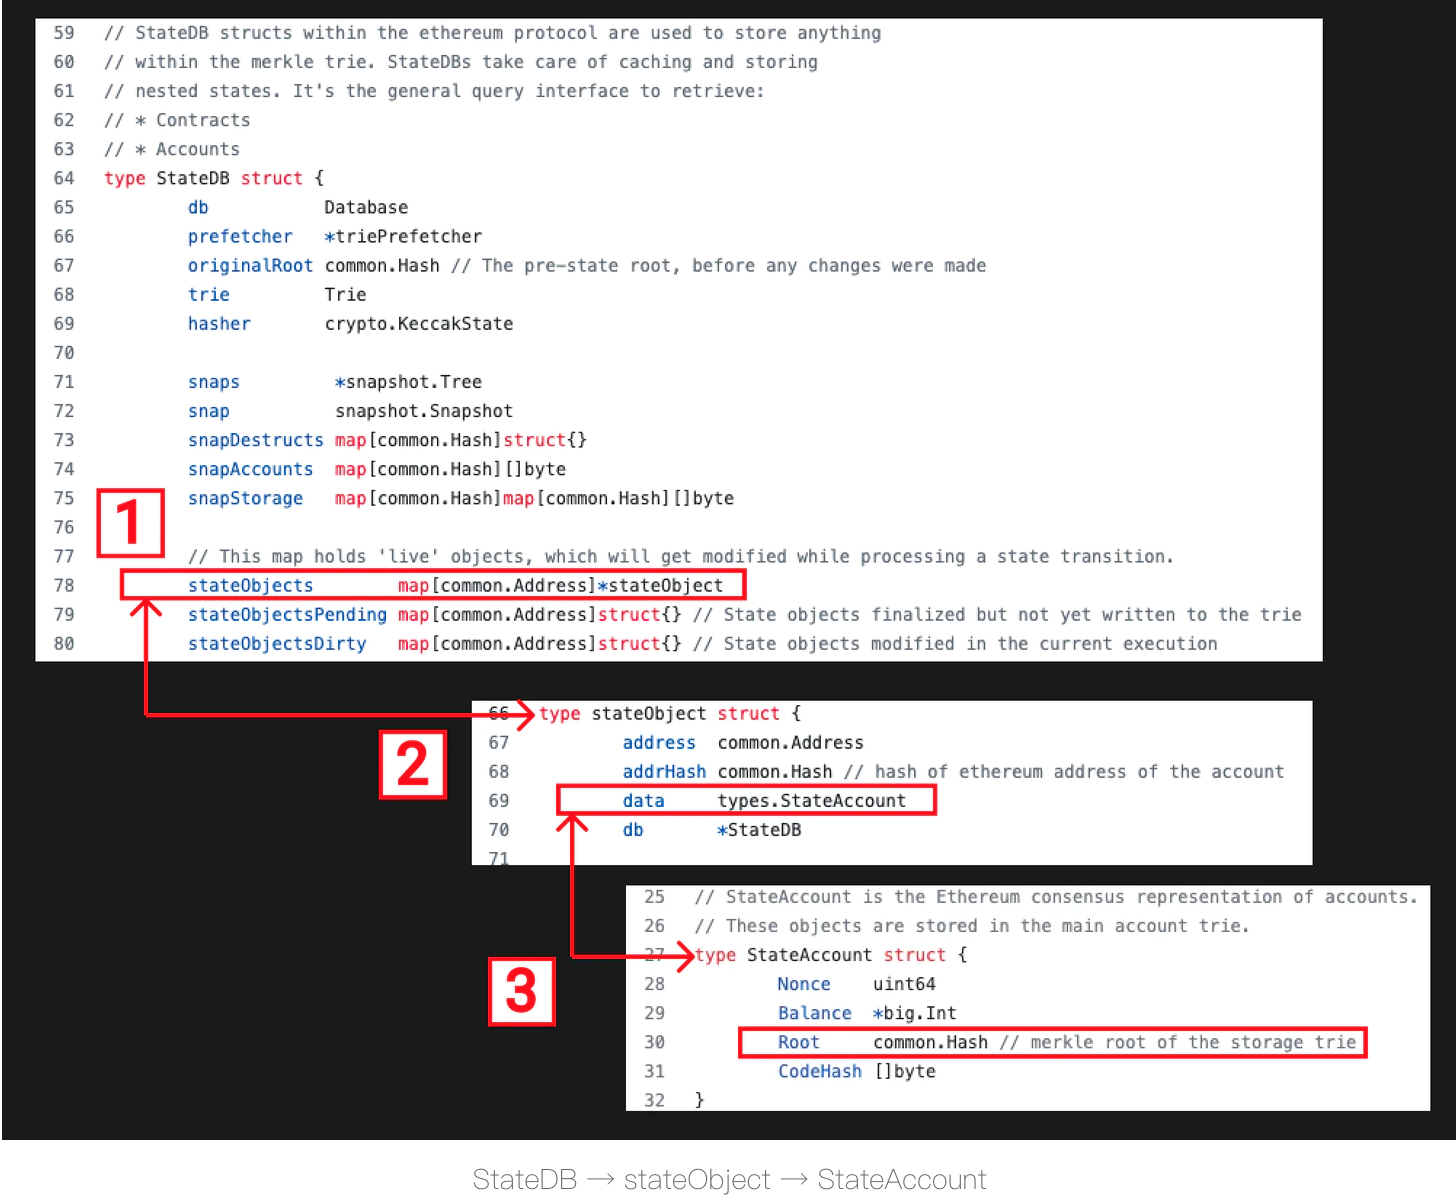 59 // StateDB structs within the ethereum protocol are used to store anything
60 // within the merkle trie. StateDBs take care of caching and storing
61 // nested states. It's the general query interface to retrieve:
62 // * Contracts
63 // * Accounts
64 type StateDB struct {
65 db Database
66 prefetcher *triePrefetcher
67 originalRoot common.Hash // The pre-state root, before any changes were made
68 trie Trie
69 hasher crypto.KeccakState
70
71 snaps *snapshot.Tree
72 snap snapshot.Snapshot
73 snapDestructs map[common.Hash]struct{}
74 snapAccounts map[common.Hash][]byte
75 snapStorage map[common.Hash]map[common.Hash][]byte
76
1
77 // This map holds 'live' objects, which will get modified while processing a state transition.
78 stateObjects map[common.Address]*stateObject
79 stateObjectsPending map[common.Address]struct{} // State objects finalized but not yet written to the trie
80 stateObjectsDirty map[common.Address]struct{} // State objects modified in the current execution
66 type stateObject struct {
67 address common.Address
2
68 addrHash common.Hash // hash of ethereum address of the account
69 data types.StateAccount
70 db *StateDB
71
25 // StateAccount is the Ethereum consensus representation of accounts.
26 // These objects are stored in the main account trie.
27 type StateAccount struct {
3
28 Nonce uint64
29 Balance *big.Int
30 Root common.Hash // merkle root of the storage trie
31 CodeHash []byte
32 }
StateDB → stateObject → StateAccount